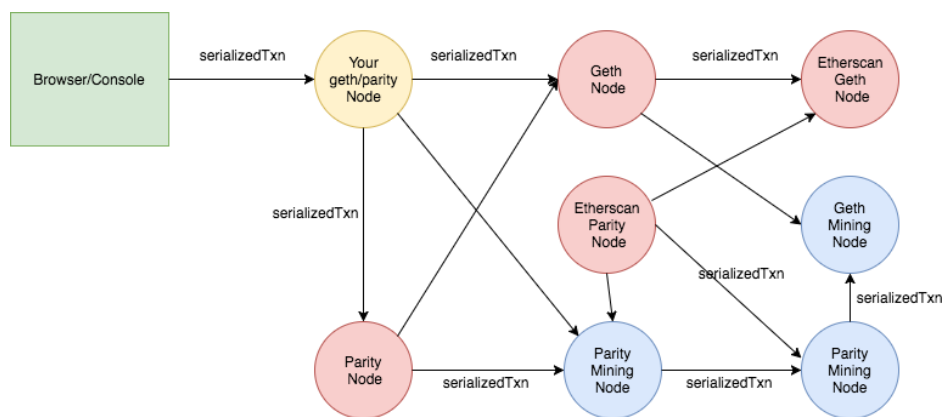 serializedTxn
serializedTxn
serializedTxn
Browser/Console
Your
geth/parity
Node
Geth
Node
Etherscan
Geth
Node
serializedTxn
Etherscan
Parity
Node
Geth
Mining
Node
serializedTxn
serializedTxn
Parity
Node
Parity
Mining
Node
Parity
Mining
Node
serializedTxn
serializedTxn